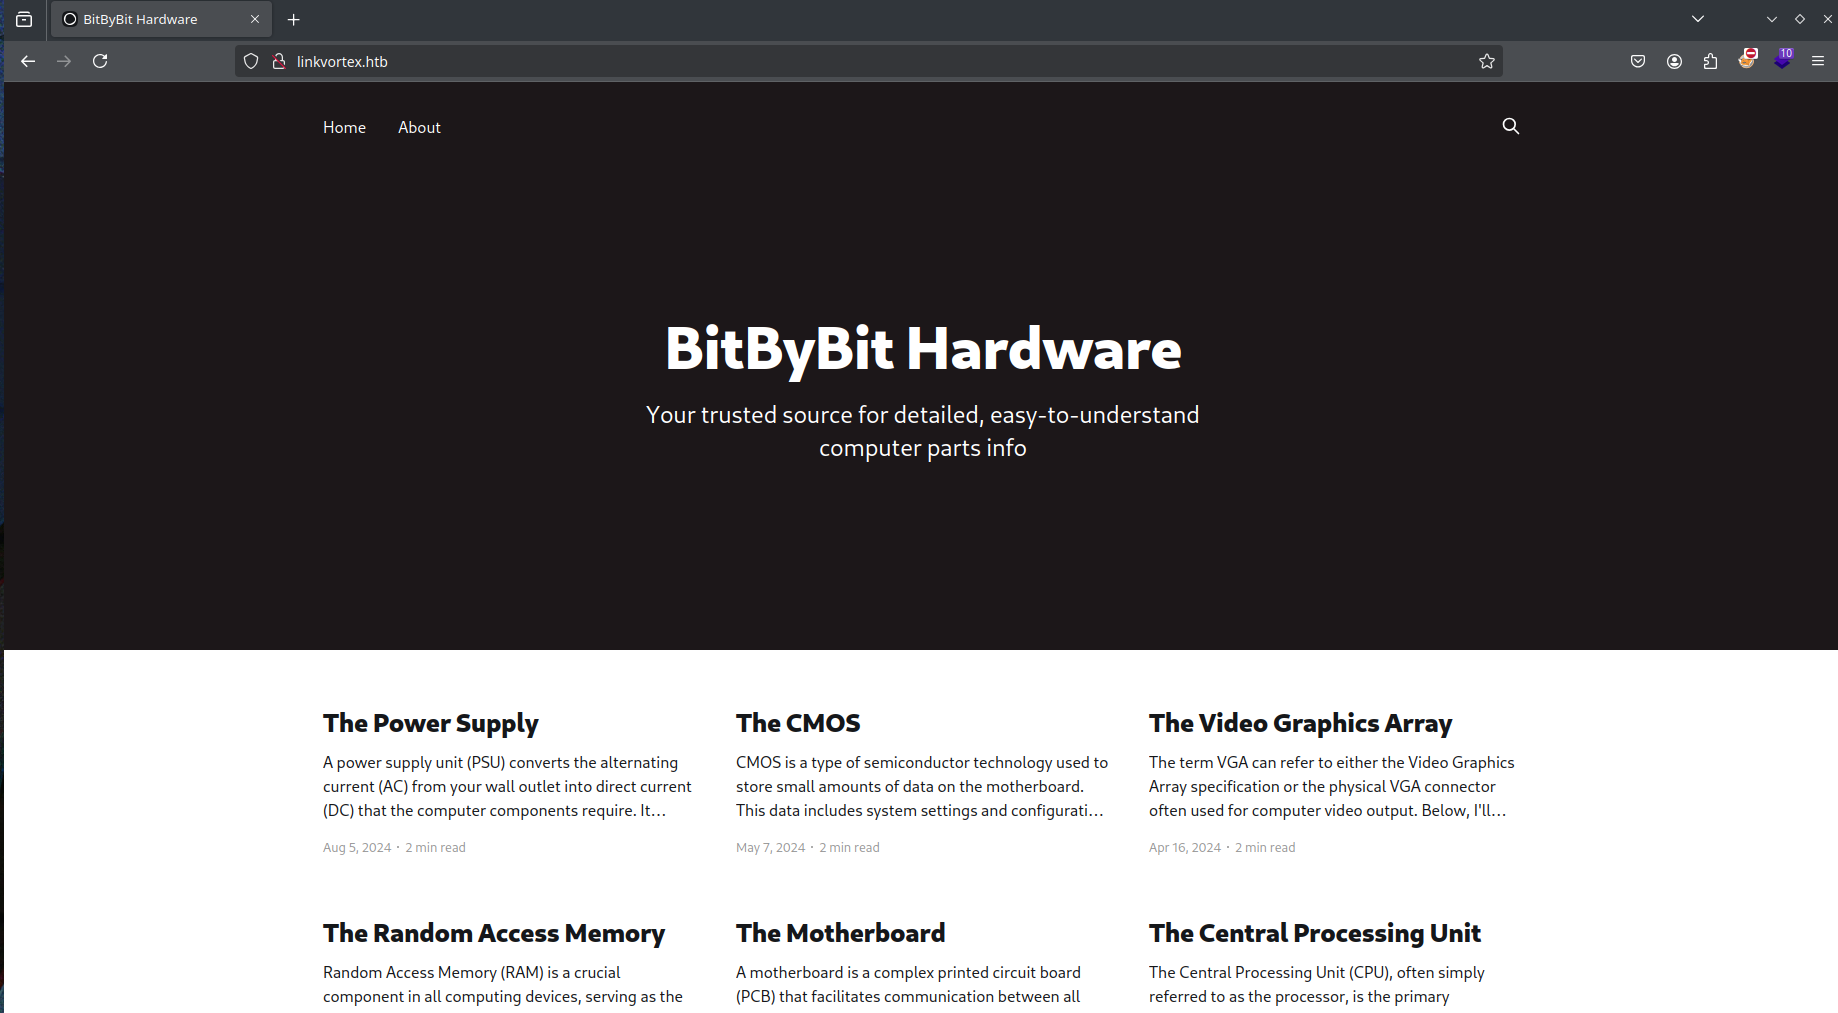 BitByBit Hardware
linkvortex.htb
10
Home About
BitByBit Hardware
Your trusted source for detailed, easy-to-understand
computer parts info
The Power Supply
A power supply unit (PSU) converts the alternating
current (AC) from your wall outlet into direct current
(DC) that the computer components require. It…
Aug 5, 2024 • 2 min read
The CMOS
CMOS is a type of semiconductor technology used to
store small amounts of data on the motherboard.
This data includes system settings and configurati…
May 7, 2024 • 2 min read
The Video Graphics Array
The term VGA can refer to either the Video Graphics
Array specification or the physical VGA connector
often used for computer video output. Below, I'll…
Apr 16, 2024 • 2 min read
The Random Access Memory
Random Access Memory (RAM) is a crucial
component in all computing devices, serving as the
The Motherboard
A motherboard is a complex printed circuit board
(PCB) that facilitates communication between all
The Central Processing Unit
The Central Processing Unit (CPU), often simply
referred to as the processor, is the primary